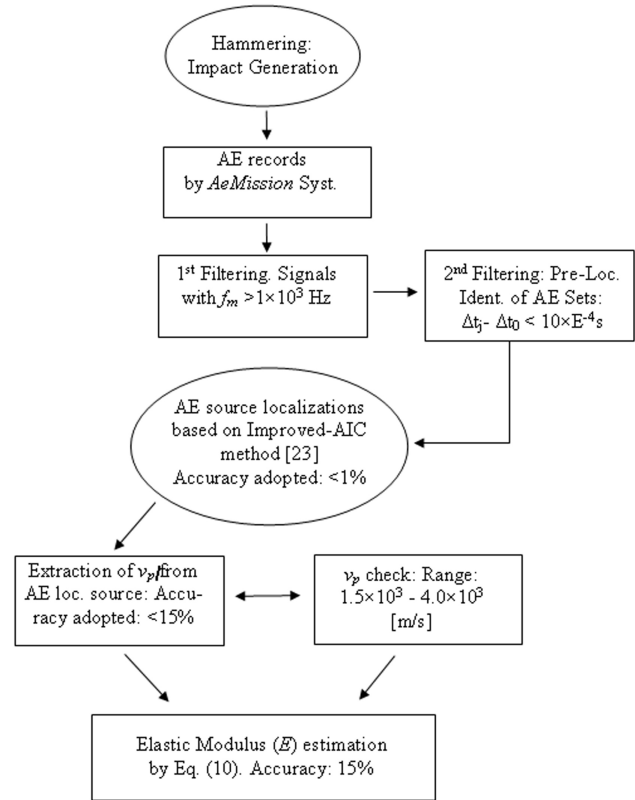 Hammering:
Impact Generation
AE records
by AeMission Syst.
1st Filtering. Signals
with fm >1×10³ Hz
2nd Filtering: Pre-Loc.
Ident. of AE Sets:
Δtj- Δt0 < 10×E⁻⁴s
AE source localizations
based on Improved-AIC
method [23]
Accuracy adopted: <1%
Extraction of vp from
AE loc. source: Accu-
racy adopted: <15%
vp check: Range:
1.5×10³ - 4.0×10³
[m/s]
Elastic Modulus (E) estimation
by Eq. (10). Accuracy: 15%